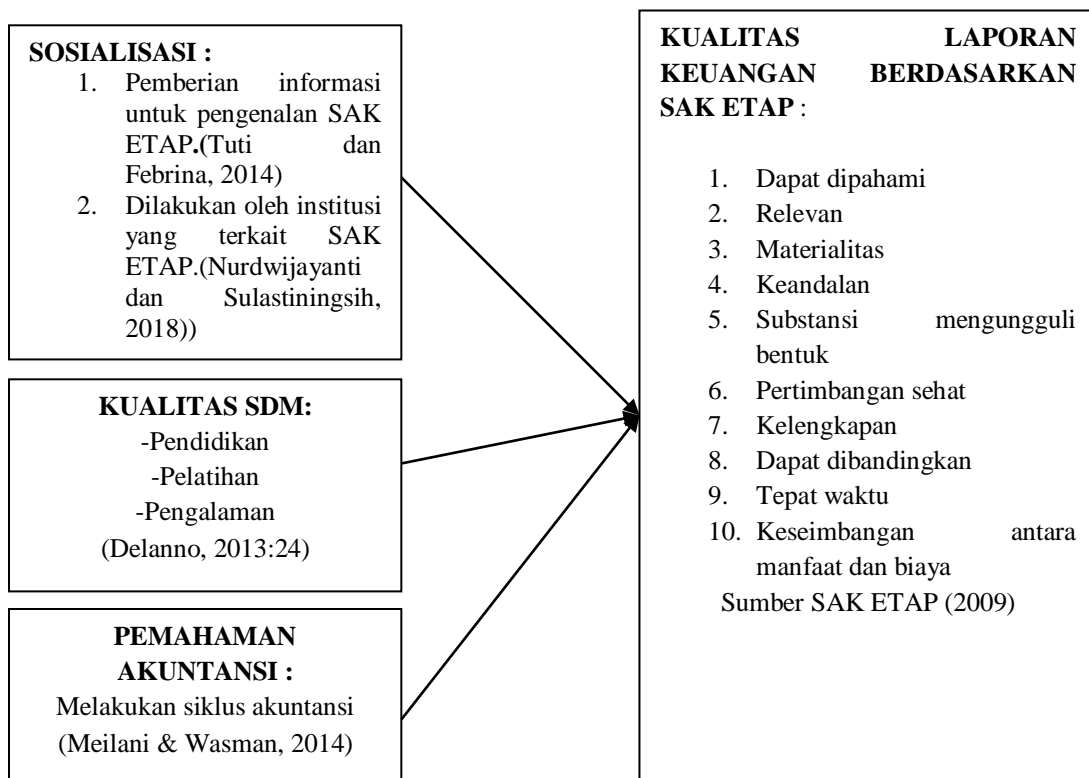 SOSIALISASI :
1. Pemberian informasi
untuk pengenalan SAK
ETAP.(Tuti dan
Febrina, 2014)
2. Dilakukan oleh institusi
yang terkait SAK
ETAP.(Nurdwijayanti
dan Sulastiningsih,
2018))
KUALITAS SDM:
-Pendidikan
-Pelatihan
-Pengalaman
(Delanno, 2013:24)
PEMAHAMAN
AKUNTANSI :
Melakukan siklus akuntansi
(Meilani & Wasman, 2014)
KUALITAS LAPORAN
KEUANGAN BERDASARKAN
SAK ETAP :
1. Dapat dipahami
2. Relevan
3. Materialitas
4. Keandalan
5. Substansi mengungguli
bentuk
6. Pertimbangan sehat
7. Kelengkapan
8. Dapat dibandingkan
9. Tepat waktu
10. Keseimbangan antara
manfaat dan biaya
Sumber SAK ETAP (2009)